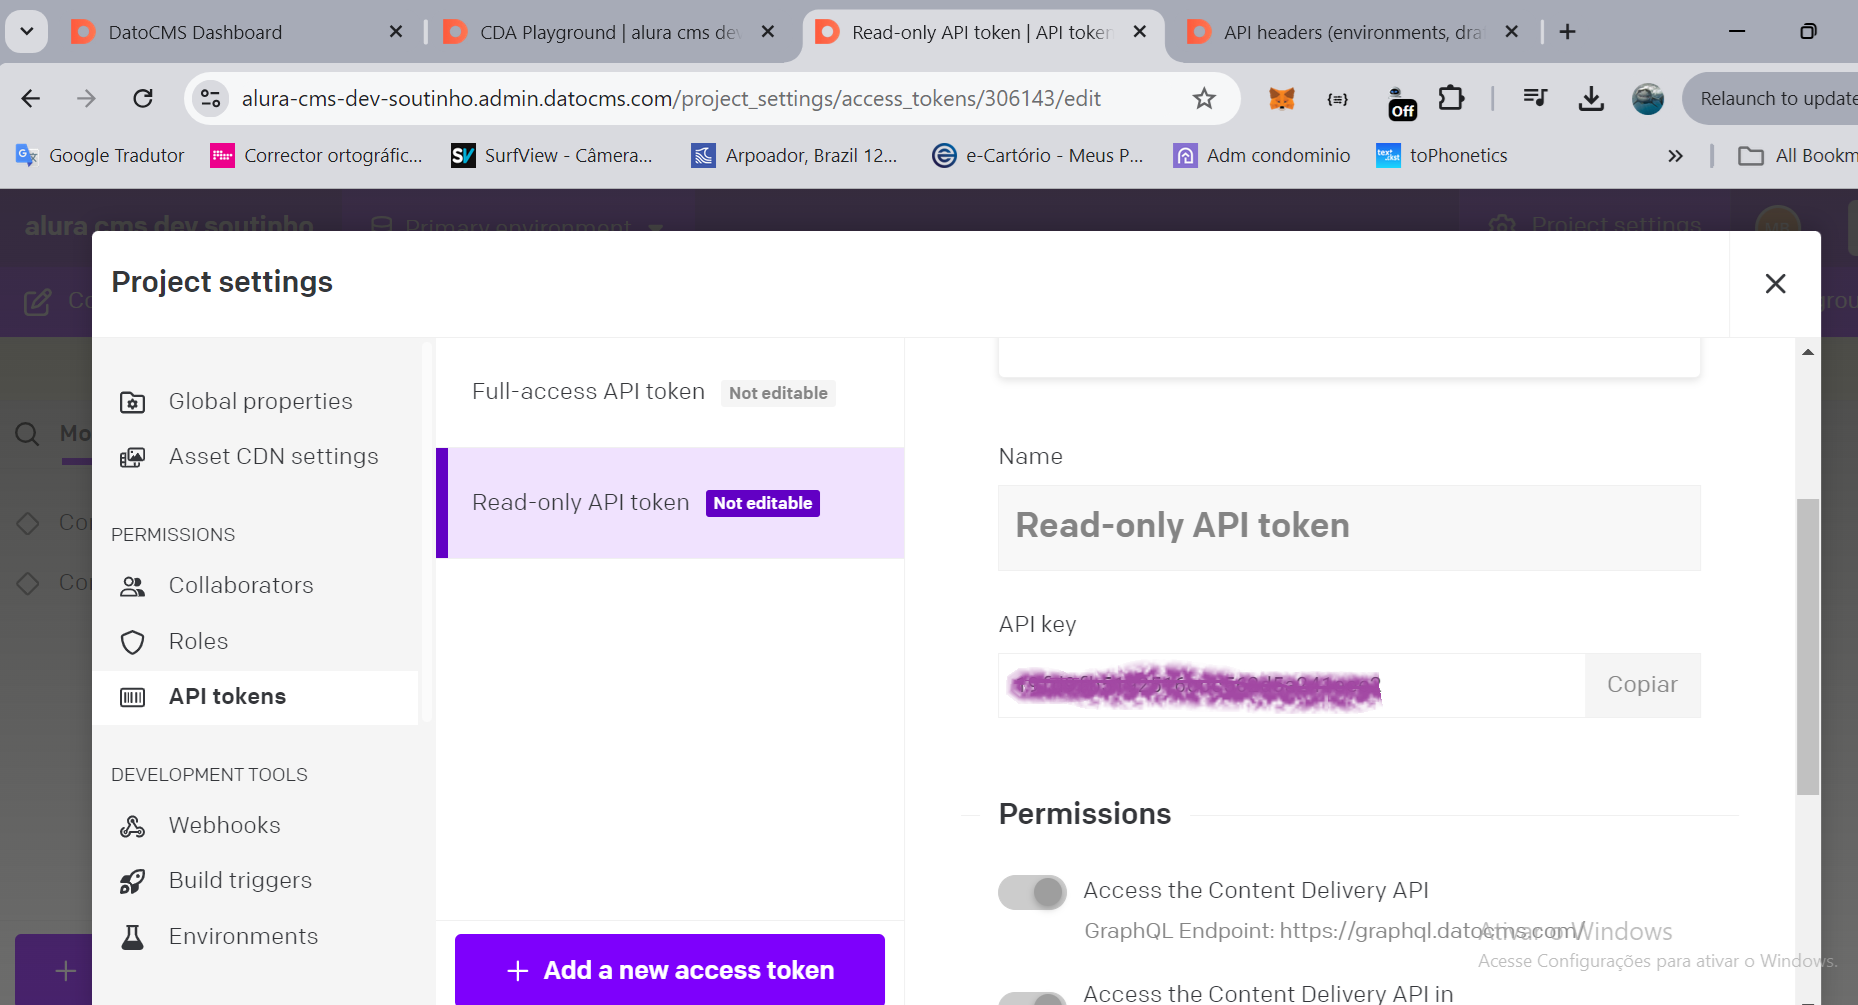 DatoCMS Dashboard
CDA Playground | alura cms dev
Read-only API token | API token
API headers (environments, dra
alura-cms-dev-soutinho.admin.datocms.com/project_settings/access_tokens/306143/edit
Off
Relaunch to update
Google Tradutor
Corrector ortográfic...
SurfView - Câmera...
Arpoador, Brazil 12...
e-Cartório - Meus P...
Adm condominio
toPhonetics
All Bookm
alura cms dev soutinho
Primary environment
Project settings
Project settings
Global properties
Asset CDN settings
PERMISSIONS
Collaborators
Roles
API tokens
DEVELOPMENT TOOLS
Webhooks
Build triggers
Environments
Full-access API token Not editable
Read-only API token Not editable
+ Add a new access token
Name
Read-only API token
API key
Copiar
Permissions
Access the Content Delivery API
GraphQL Endpoint: https://graphql.datocms.com/
Access the Content Delivery API in
Ativar o Windows
Acesse Configurações para ativar o Windows.